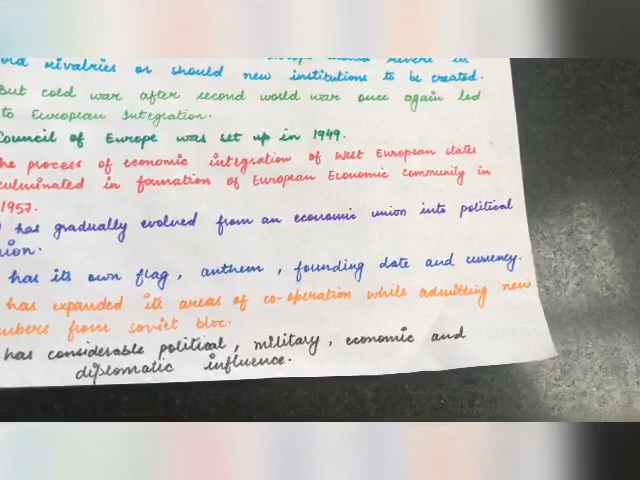 old rivalries or should new institutions to be created.
But cold war after second world war once again led
to European Integration.
Council of Europe was set up in 1949.
he process of economic integration of West European states
culminated in formation of European Economic Community in
1957.
has gradually evolved from an economic union into political
nion.
has its own flag, anthem, founding date and currency.
has expanded its areas of co-operation while admitting new
mbers from soviet bloc.
has considerable political, military, economic and
diplomatic influence.